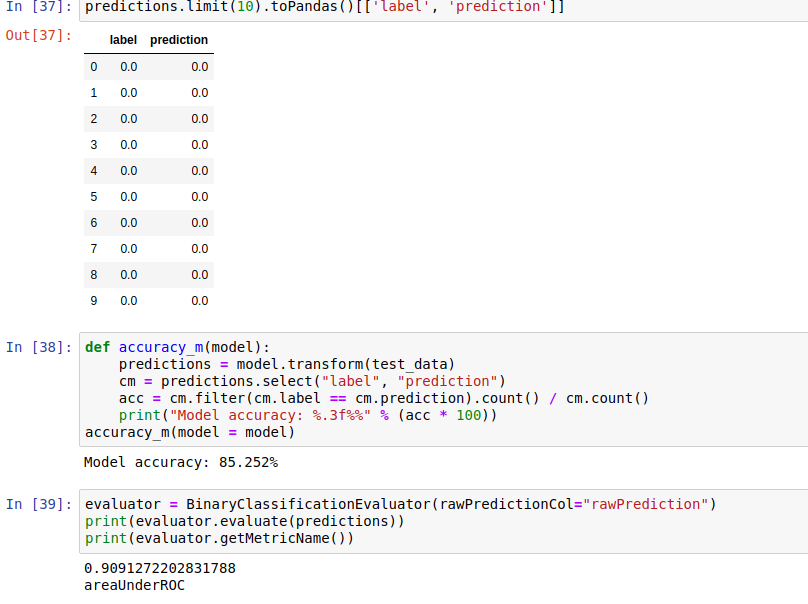 In [37]: predictions.limit(10).toPandas()[['label', 'prediction']]
Out[37]:
label prediction
0 0.0 0.0
1 0.0 0.0
2 0.0 0.0
3 0.0 0.0
4 0.0 0.0
5 0.0 0.0
6 0.0 0.0
7 0.0 0.0
8 0.0 0.0
9 0.0 0.0
In [38]: def accuracy_m(model):
    predictions = model.transform(test_data)
    cm = predictions.select("label", "prediction")
    acc = cm.filter(cm.label == cm.prediction).count() / cm.count()
    print("Model accuracy: %.3f%%" % (acc * 100))
accuracy_m(model = model)
Model accuracy: 85.252%
In [39]: evaluator = BinaryClassificationEvaluator(rawPredictionCol="rawPrediction")
print(evaluator.evaluate(predictions))
print(evaluator.getMetricName())
0.9091272202831788
areaUnderROC